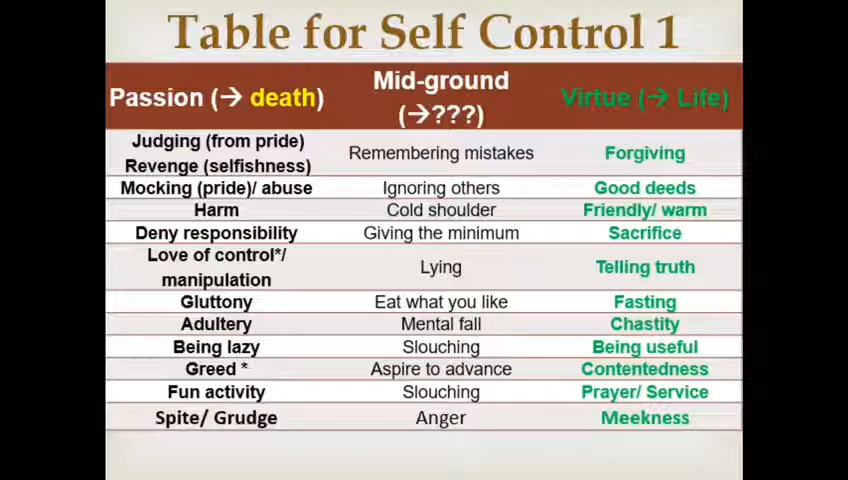 Table for Self Control 1
Passion (→ death) Mid-ground (→???) Virtue (→ Life)
Judging (from pride) Revenge (selfishness) Remembering mistakes Forgiving
Mocking (pride)/ abuse Ignoring others Good deeds
Harm Cold shoulder Friendly/ warm
Deny responsibility Giving the minimum Sacrifice
Love of control*/ manipulation Lying Telling truth
Gluttony Eat what you like Fasting
Adultery Mental fall Chastity
Being lazy Slouching Being useful
Greed * Aspire to advance Contentedness
Fun activity Slouching Prayer/ Service
Spite/ Grudge Anger Meekness